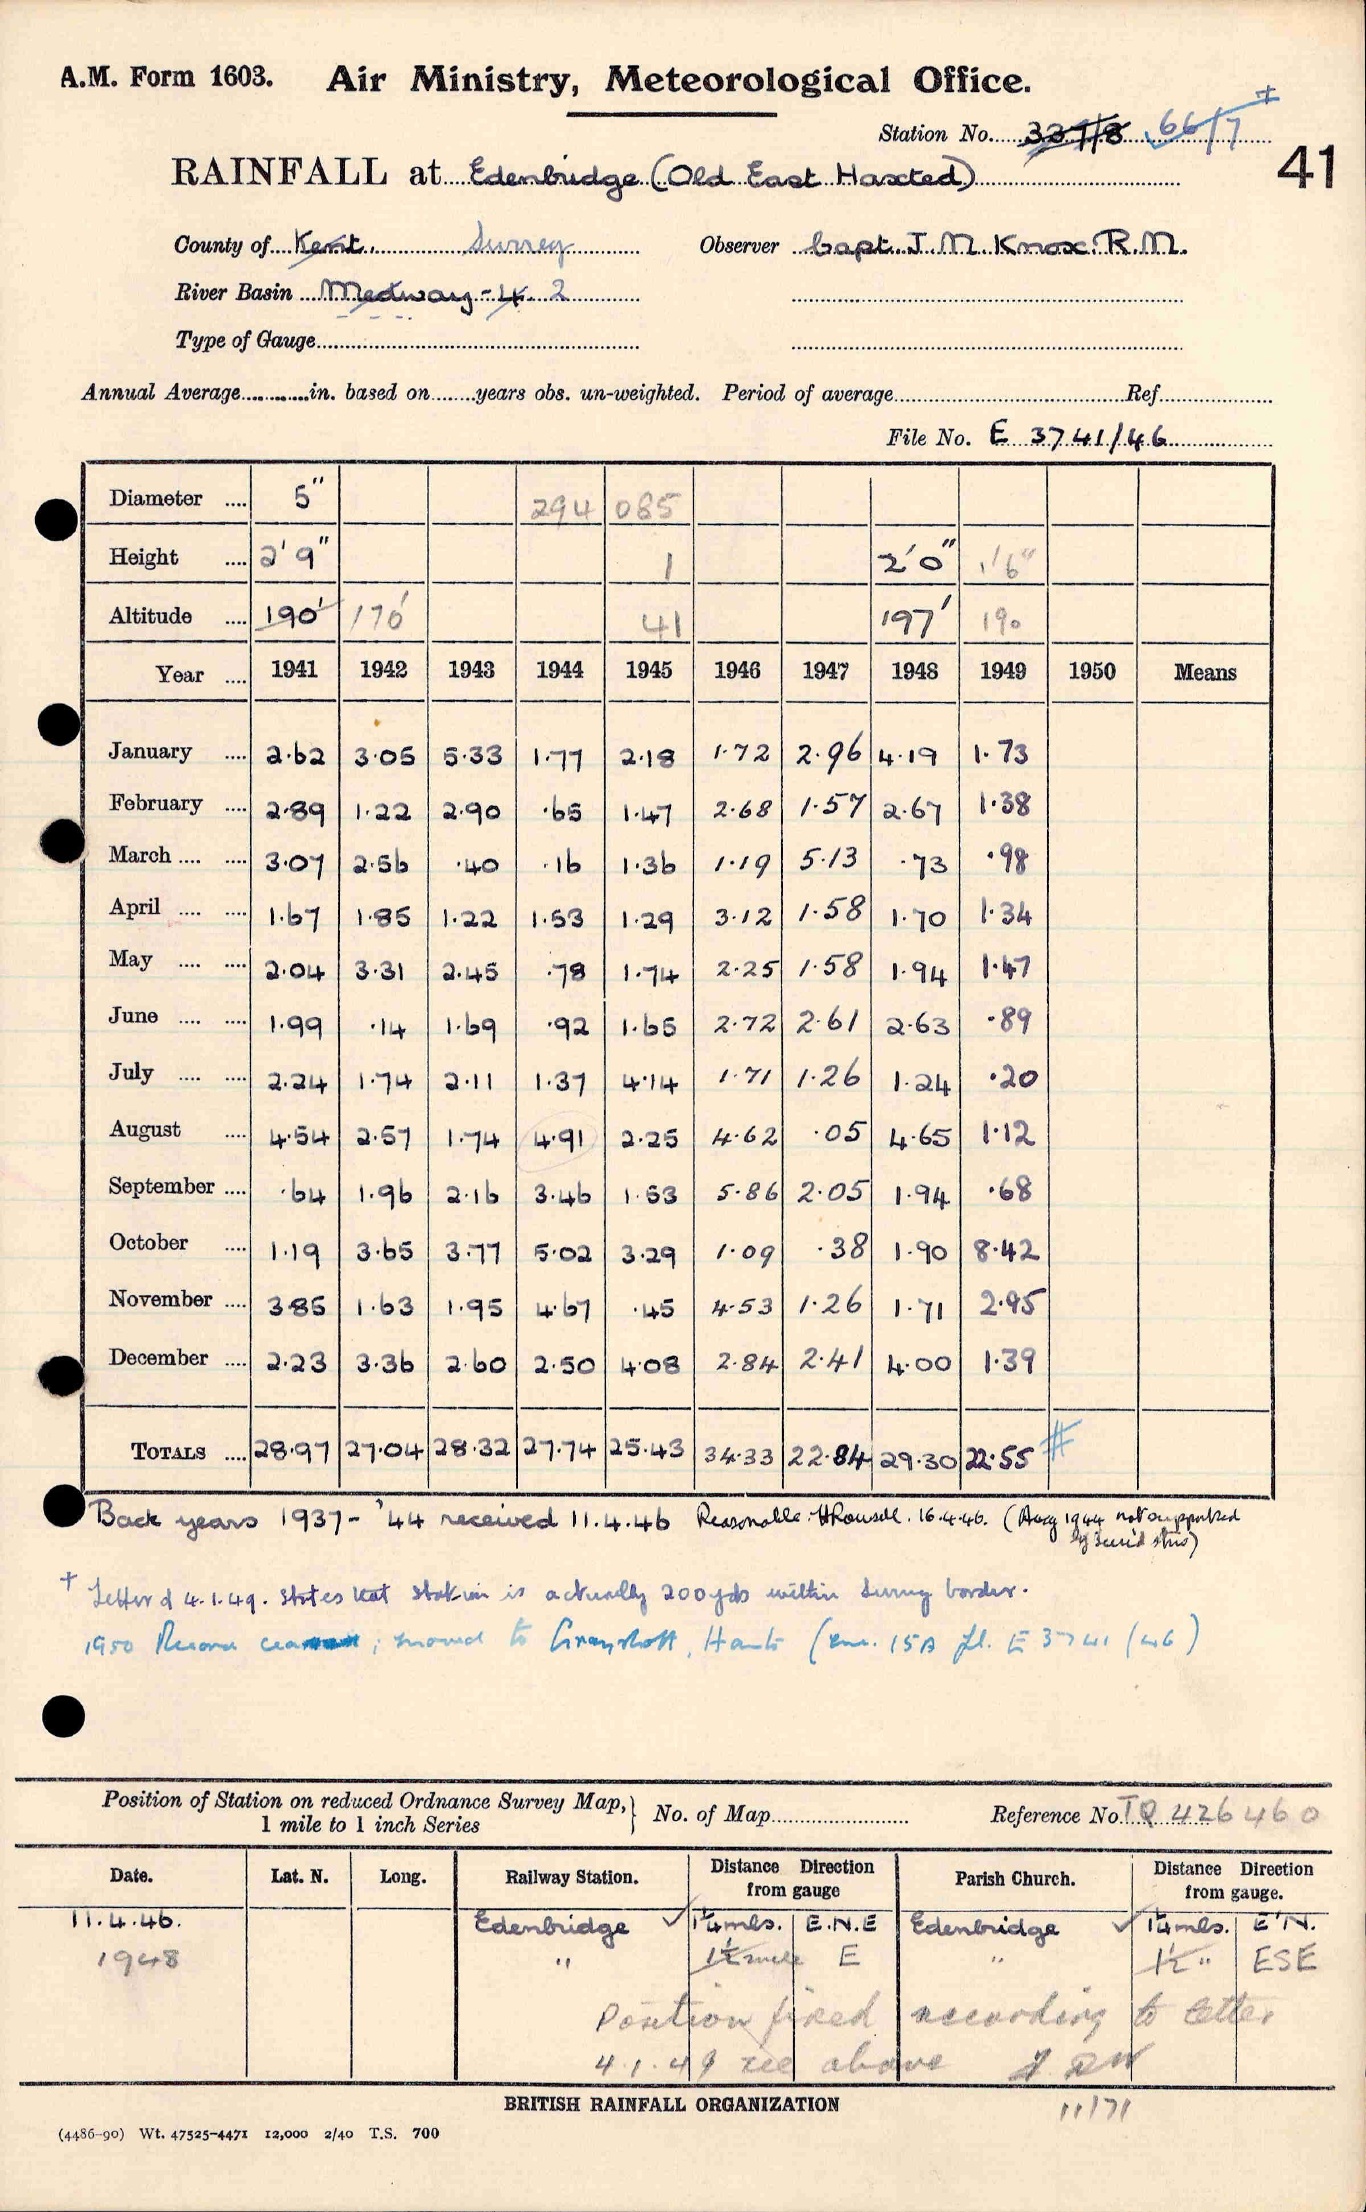 A.M. Form 1603. Air Ministry, Meteorological Office.
Station No. 337/8 66/7 ‡
41
RAINFALL at Edenbridge (Old East Haxted)
County of Kent. Surrey Observer Capt. J. M. Knox. R.M.
River Basin Medway - 4 2
Type of Gauge
Annual Average in. based on years obs. un-weighted. Period of average Ref.
File No. E 3741/46
Diameter 5" 294 085
Height 2' 9" 1 2'0" 1'6"
Altitude 190' 170' 41 197' 190
Year 1941 1942 1943 1944 1945 1946 1947 1948 1949 1950 Means
January 2.62 3.05 5.33 1.77 2.18 1.72 2.96 4.19 1.73
February 2.89 1.22 2.90 .65 1.47 2.68 1.57 2.67 1.38
March 3.07 2.56 .40 .16 1.36 1.19 5.13 .73 .98
April 1.67 1.85 1.22 1.53 1.29 3.12 1.58 1.70 1.34
May 2.04 3.31 2.45 .78 1.74 2.25 1.58 1.94 1.47
June 1.99 .14 1.69 .92 1.65 2.72 2.61 2.63 .89
July 2.24 1.74 2.11 1.37 4.14 1.71 1.26 1.24 .20
August 4.54 2.57 1.74 4.91 2.25 4.62 .05 4.65 1.12
September .64 1.96 2.16 3.46 1.53 5.86 2.05 1.94 .68
October 1.19 3.65 3.77 5.02 3.29 1.09 .38 1.90 8.42
November 3.85 1.63 1.95 4.67 .45 4.53 1.26 1.71 2.95
December 2.23 3.36 2.60 2.50 4.08 2.84 2.41 4.00 1.39
TOTALS 28.97 27.04 28.32 27.74 25.43 34.33 22.84 29.30 22.55 #
Back years 1937 - '44 received 11.4.46 Reasonable. HRowsell. 16.4.46. (Aug 1944 not supported
by stns)
† Letter d 4.1.49. states that station is actually 200yds within Surrey border.
1950 Record ; moved to Grayshott, Hants ( 15A fl. E 3741/46)
Position of Station on reduced Ordnance Survey Map,
1 mile to 1 inch Series
No. of Map Reference No. TQ 426460
Date. Lat. N. Long. Railway Station. Distance Direction from gauge Parish Church. Distance Direction from gauge.
11.4.46. Edenbridge ✓ 1¼ mls. E.N.E Edenbridge ✓ 1¼ mls. E'N.
1948 " 1½ mile E " 1½ " ESE
Position fixed according to letter
4.1.49 see above
11/71
BRITISH RAINFALL ORGANIZATION
(4486-90) Wt. 47525-4471 12,000 2/40 T.S. 700